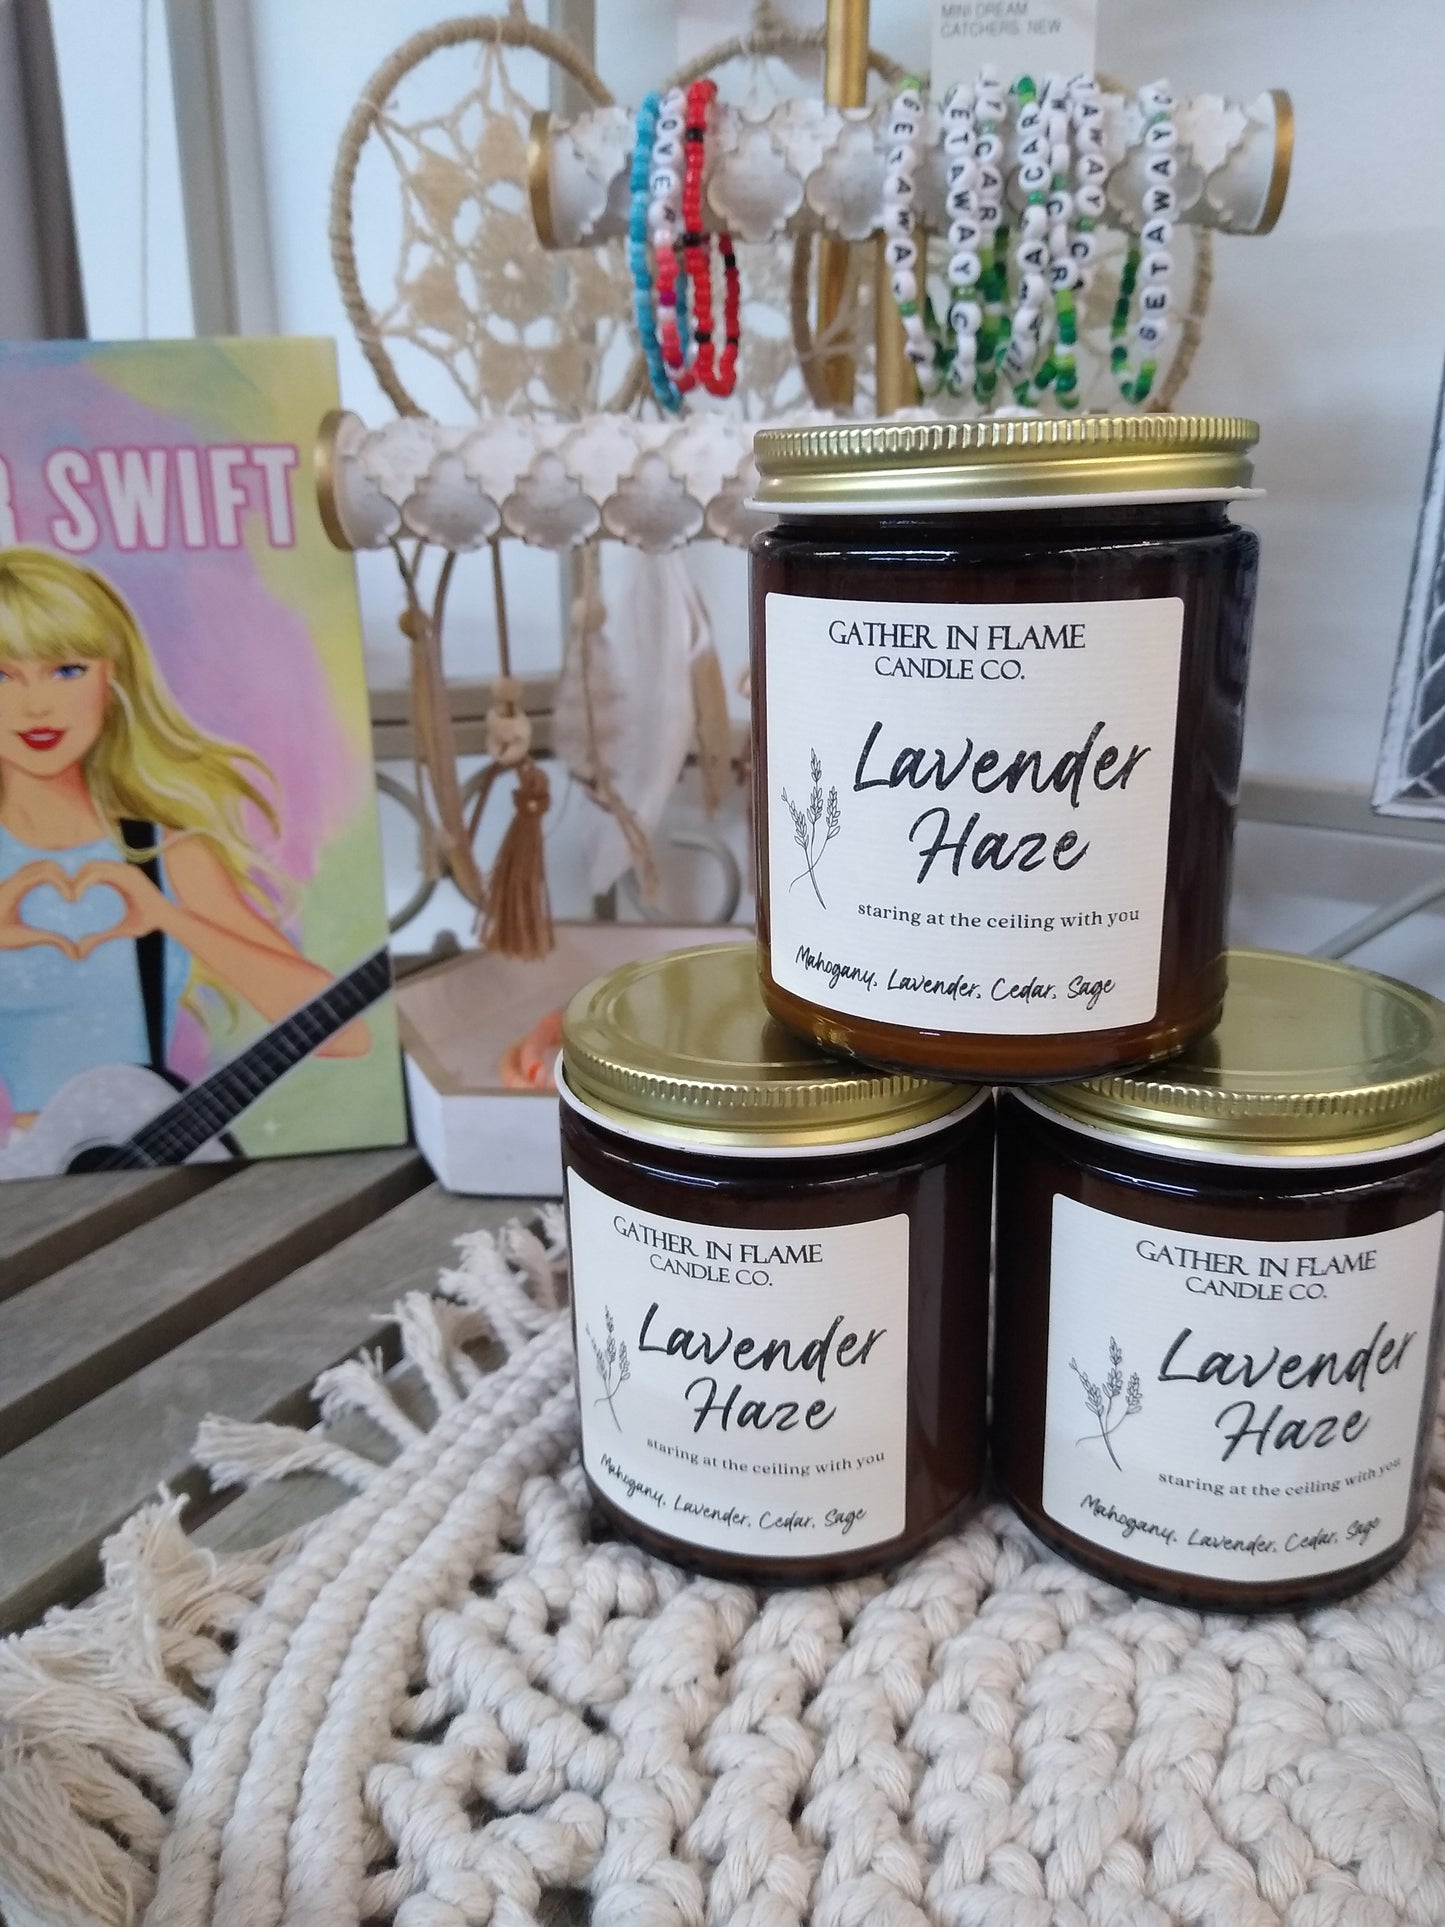 MINI DREAM
CATCHERS. NEW
LOVER
GETAWAY CAR
GETAWAY
SWIFT
GATHER IN FLAME
CANDLE CO.
Lavender
Haze
staring at the ceiling with you
Mahogany, Lavender, Cedar, Sage
GATHER IN FLAME
CANDLE CO.
Lavender
Haze
staring at the ceiling with you
Mahogany, Lavender, Cedar, Sage
GATHER IN FLAME
CANDLE CO.
Lavender
Haze
staring at the ceiling with you
Mahogany, Lavender, Cedar, Sage